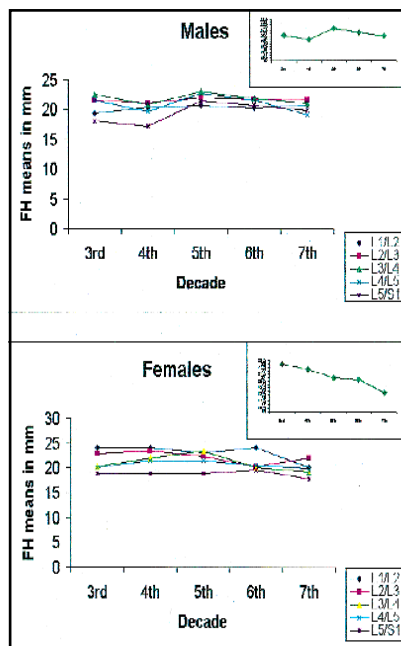 Males
FH means in mm
25
20
15
10
5
0
3rd 4th 5th 6th 7th
Decade
L1/L2
L2/L3
L3/L4
L4/L5
L5/S1
Females
FH means in mm
30
25
20
15
10
5
0
3rd 4th 5th 6th 7th
Decade
L1/L2
L2/L3
L3/L4
L4/L5
L5/S1